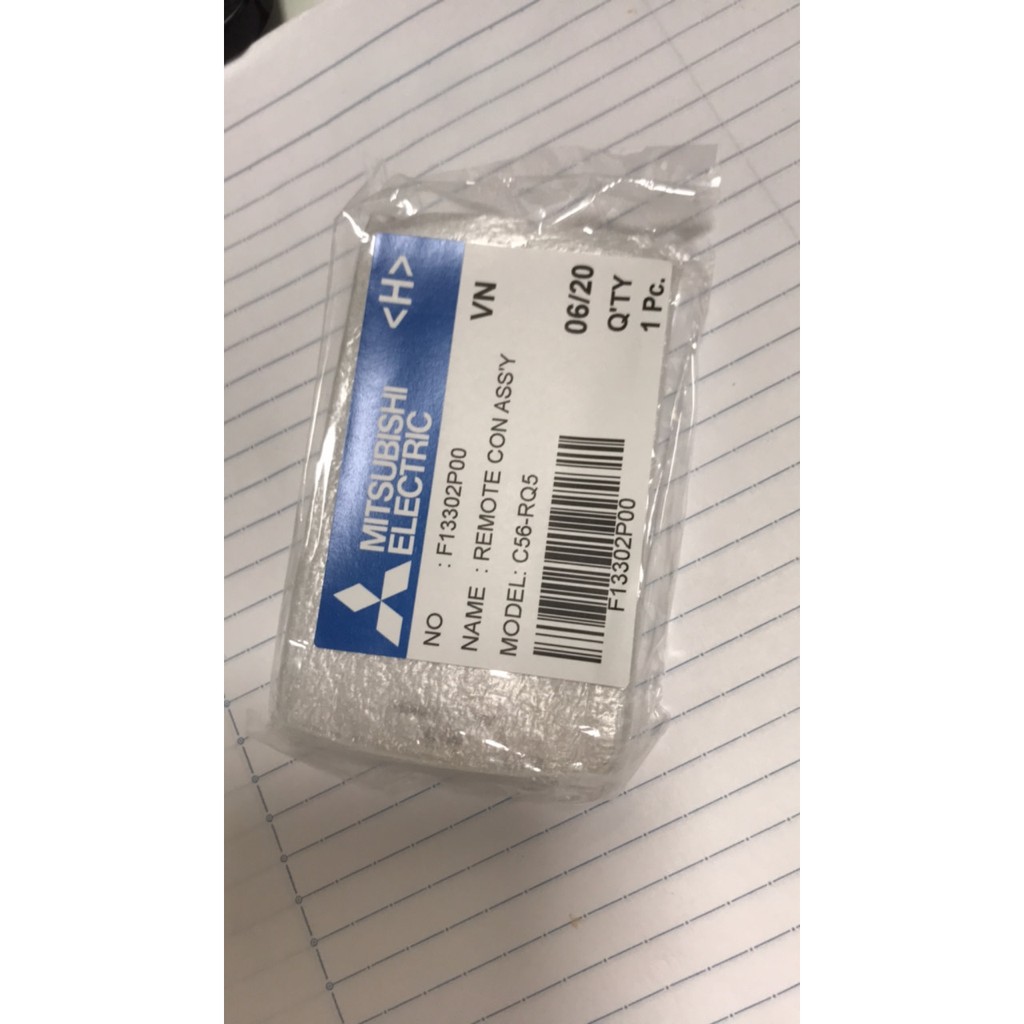 MITSUBISHI
ELECTRIC
<H>
NO : F13302P00
VN
NAME : REMOTE CON ASS'Y
MODEL: C56-RQ5
06/20
Q'TY
1 Pc.
F13302P00